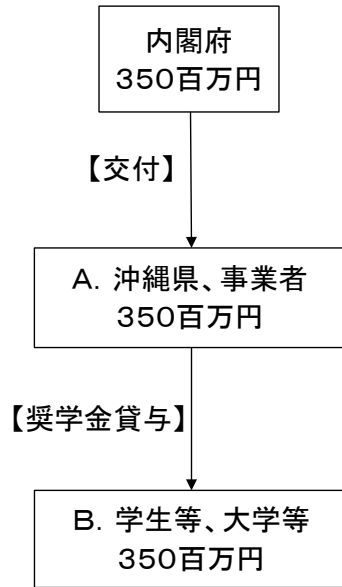 内閣府
350百万円
【交付】
A. 沖縄県、事業者
350百万円
【奨学金貸与】
B. 学生等、大学等
350百万円